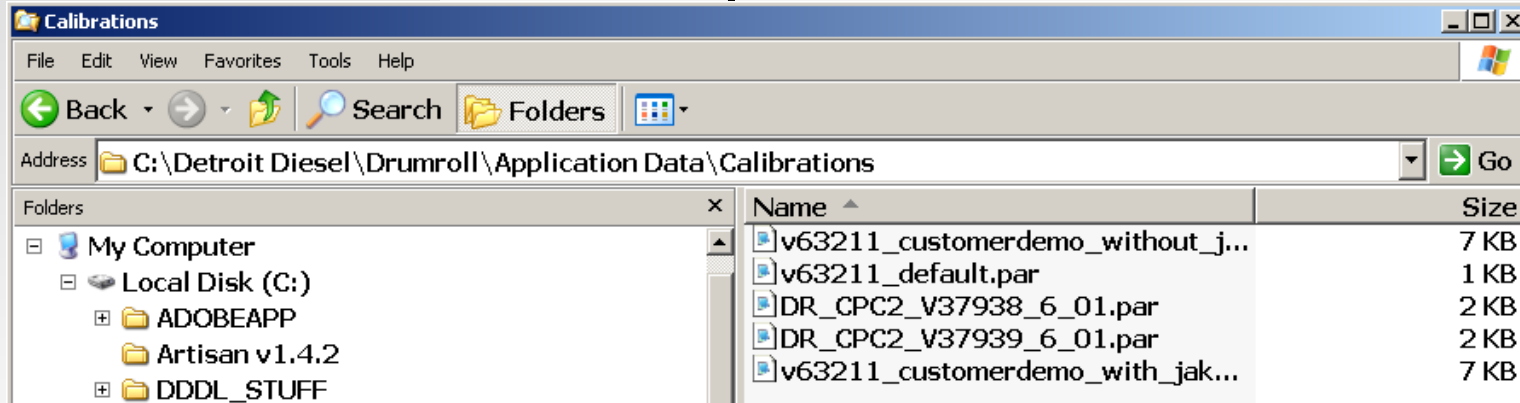 Calibrations
File Edit View Favorites Tools Help
Back Search Folders
Address C:\Detroit Diesel\Drumroll\Application Data\Calibrations Go
Folders
My Computer
Local Disk (C:)
ADOBEAPP
Artisan v1.4.2
DDDL_STUFF
Name Size
v63211_customerdemo_without_j... 7 KB
v63211_default.par 1 KB
DR_CPC2_V37938_6_01.par 2 KB
DR_CPC2_V37939_6_01.par 2 KB
v63211_customerdemo_with_jak... 7 KB